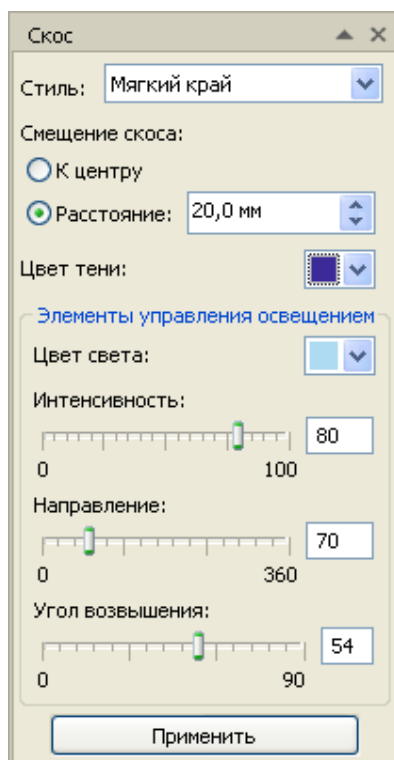 Скос
Стиль: Мягкий край
Смещение скоса:
К центру
Расстояние: 20,0 мм
Цвет тени:
Элементы управления освещением
Цвет света:
Интенсивность:
80
0 100
Направление:
70
0 360
Угол возвышения:
54
0 90
Применить